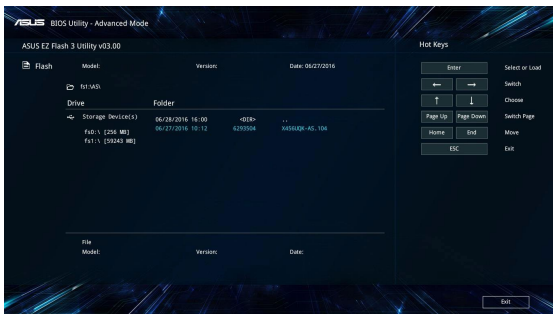 ASUS BIOS Utility - Advanced Mode
ASUS EZ Flash 3 Utility v03.00
Hot Keys
Flash Model: Version: Date: 06/27/2016
fs1:\AS\
Drive Folder
Storage Device(s) 06/28/2016 16:00 <DIR> ..
fs0:\ [256 MB] 06/27/2016 10:12 6293504 X456UQK-AS.104
fs1:\ [59243 MB]
File
Model: Version: Date:
Enter Select or Load
← → Switch
↑ ↓ Choose
Page Up Page Down Switch Page
Home End Move
ESC Exit
Exit